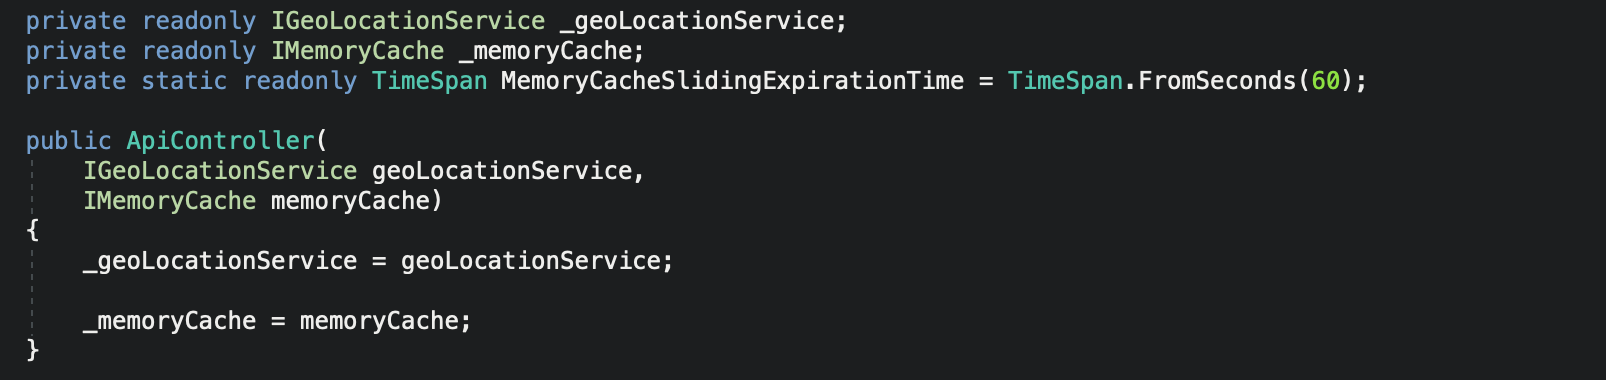 private readonly IGeoLocationService _geoLocationService;
private readonly IMemoryCache _memoryCache;
private static readonly TimeSpan MemoryCacheSlidingExpirationTime = TimeSpan.FromSeconds(60);

public ApiController(
    IGeoLocationService geoLocationService,
    IMemoryCache memoryCache)
{
    _geoLocationService = geoLocationService;

    _memoryCache = memoryCache;
}